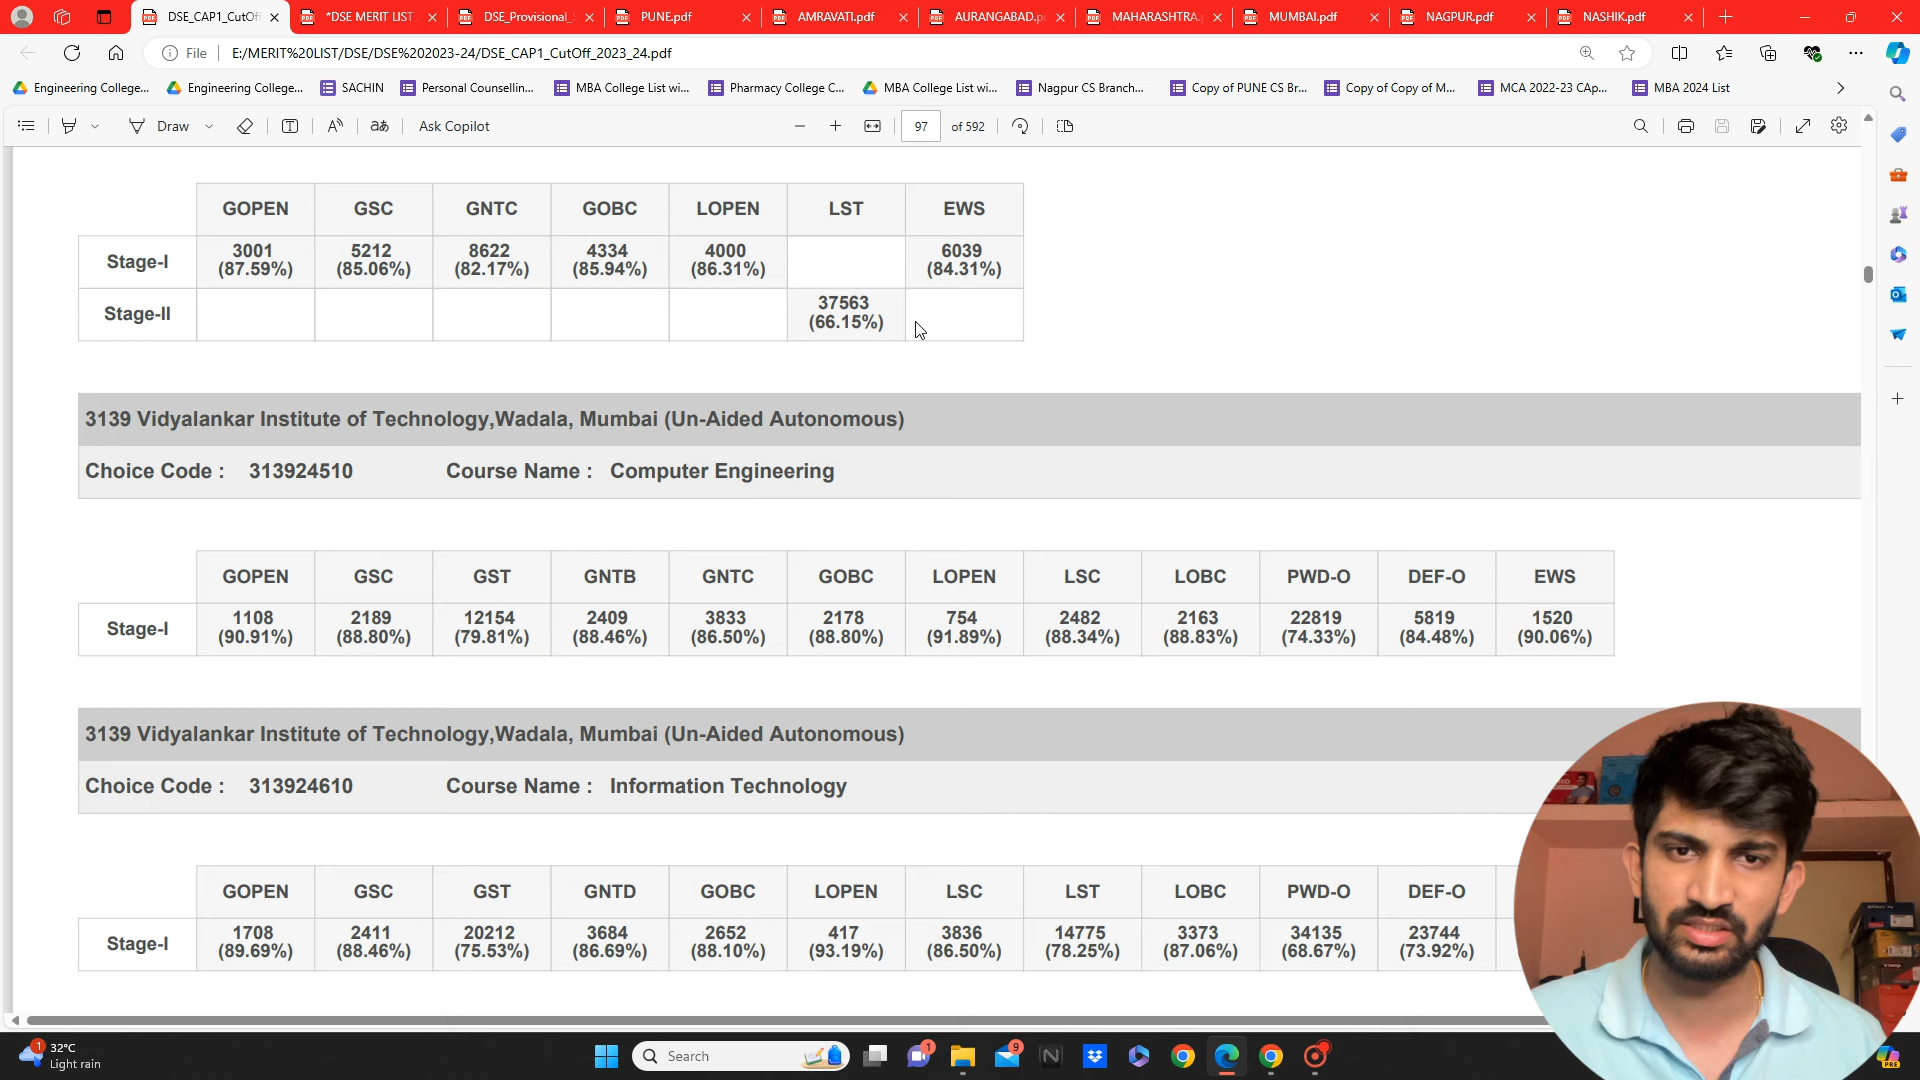 DSE_CAP1_CutOf
*DSE MERIT LIST
DSE_Provisional_
PUNE.pdf
AMRAVATI.pdf
AURANGABAD.p
MAHARASHTRA.
MUMBAI.pdf
NAGPUR.pdf
NASHIK.pdf
File E:/MERIT%20LIST/DSE/DSE%202023-24/DSE_CAP1_CutOff_2023_24.pdf
Engineering College... Engineering College... SACHIN Personal Counsellin... MBA College List wi... Pharmacy College C... MBA College List wi... Nagpur CS Branch... Copy of PUNE CS Br... Copy of Copy of M... MCA 2022-23 CAp... MBA 2024 List
Draw Ask Copilot 97 of 592
GOPEN GSC GNTC GOBC LOPEN LST EWS
Stage-I 3001 5212 8622 4334 4000 6039
(87.59%) (85.06%) (82.17%) (85.94%) (86.31%) (84.31%)
Stage-II 37563
(66.15%)
3139 Vidyalankar Institute of Technology,Wadala, Mumbai (Un-Aided Autonomous)
Choice Code : 313924510 Course Name : Computer Engineering
GOPEN GSC GST GNTB GNTC GOBC LOPEN LSC LOBC PWD-O DEF-O EWS
Stage-I 1108 2189 12154 2409 3833 2178 754 2482 2163 22819 5819 1520
(90.91%) (88.80%) (79.81%) (88.46%) (86.50%) (88.80%) (91.89%) (88.34%) (88.83%) (74.33%) (84.48%) (90.06%)
3139 Vidyalankar Institute of Technology,Wadala, Mumbai (Un-Aided Autonomous)
Choice Code : 313924610 Course Name : Information Technology
GOPEN GSC GST GNTD GOBC LOPEN LSC LST LOBC PWD-O DEF-O
Stage-I 1708 2411 20212 3684 2652 417 3836 14775 3373 34135 23744
(89.69%) (88.46%) (75.53%) (86.69%) (88.10%) (93.19%) (86.50%) (78.25%) (87.06%) (68.67%) (73.92%)
1 32°C
Light rain
Search
1
9